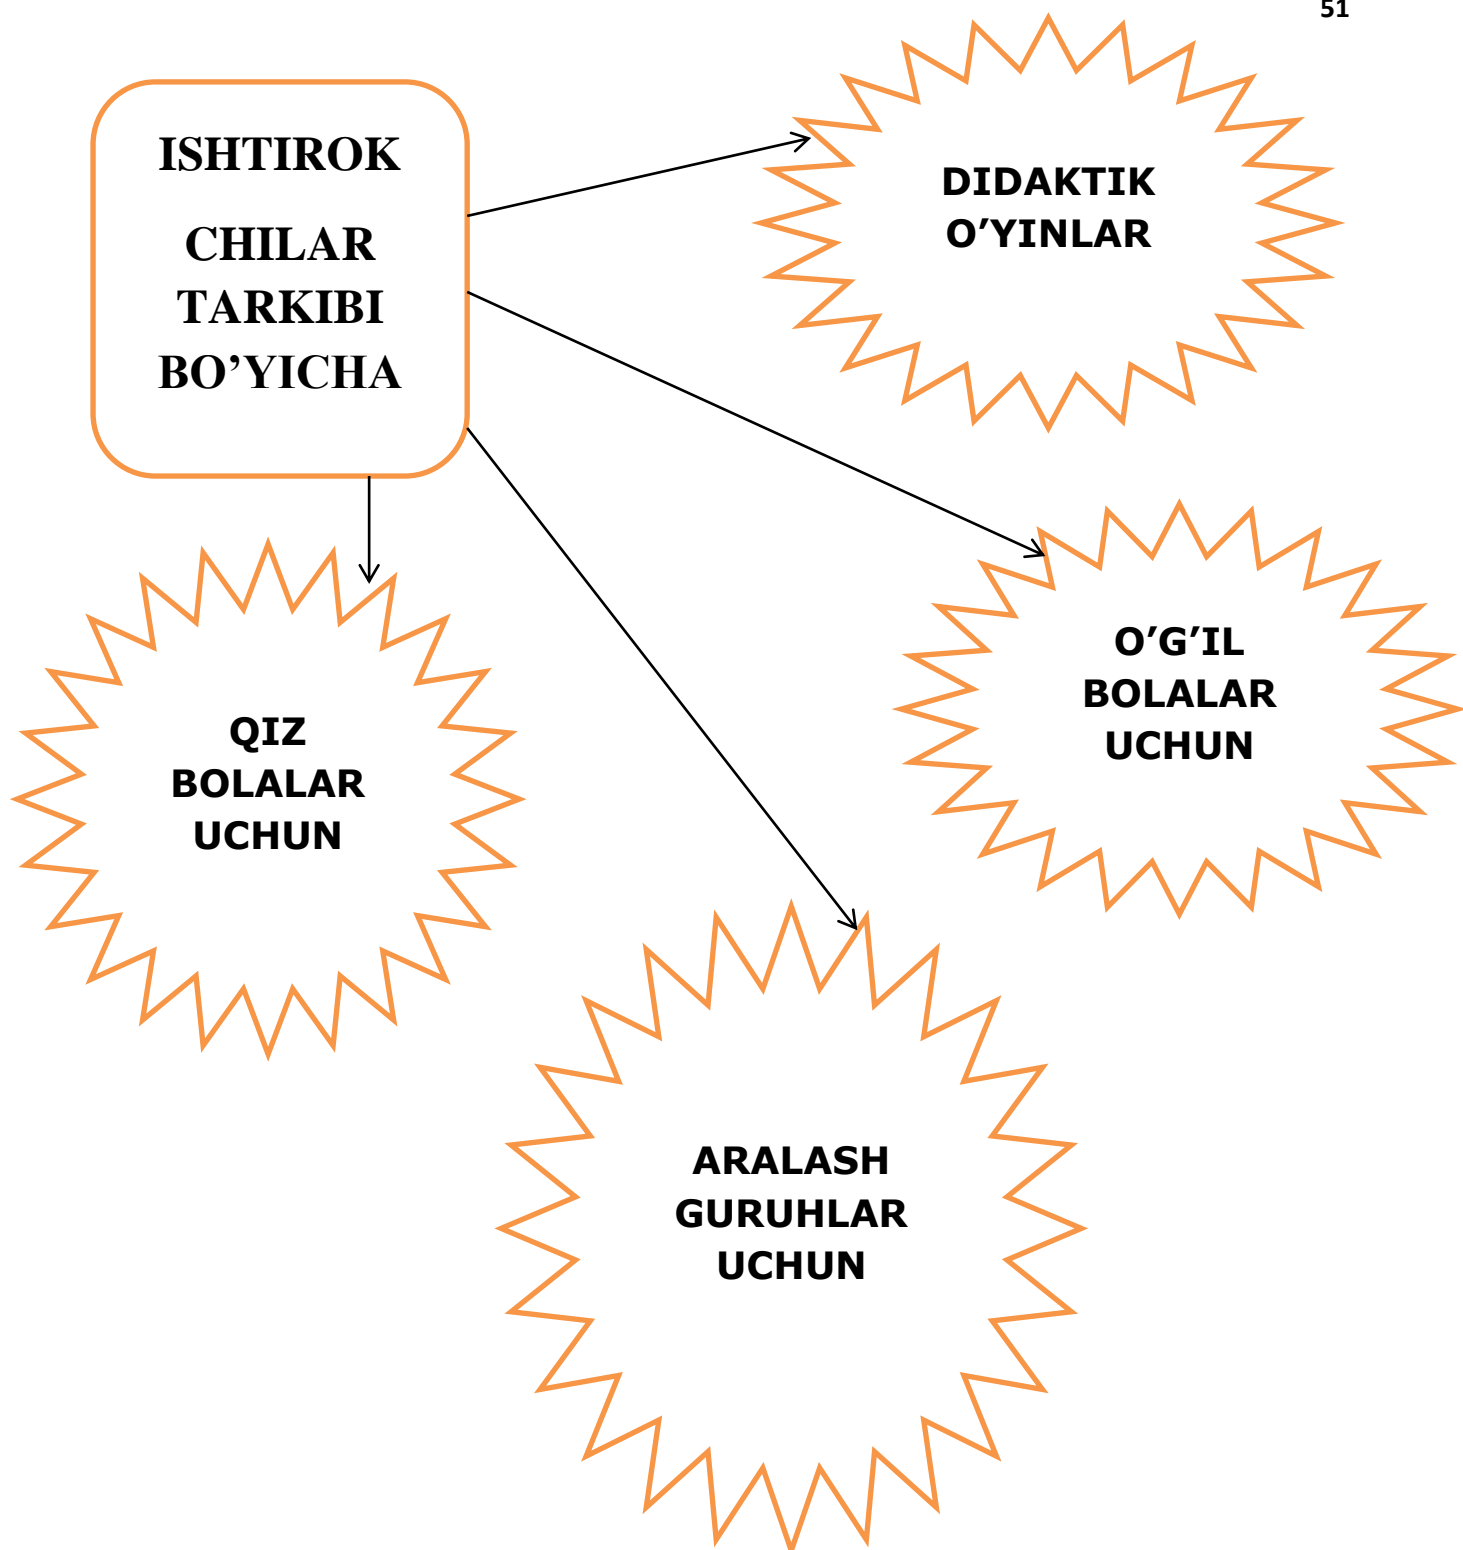 51
ISHTIROK
CHILAR
TARKIBI
BO’YICHA
DIDAKTIK
O’YINLAR
O’G’IL
BOLALAR
UCHUN
QIZ
BOLALAR
UCHUN
ARALASH
GURUHLAR
UCHUN